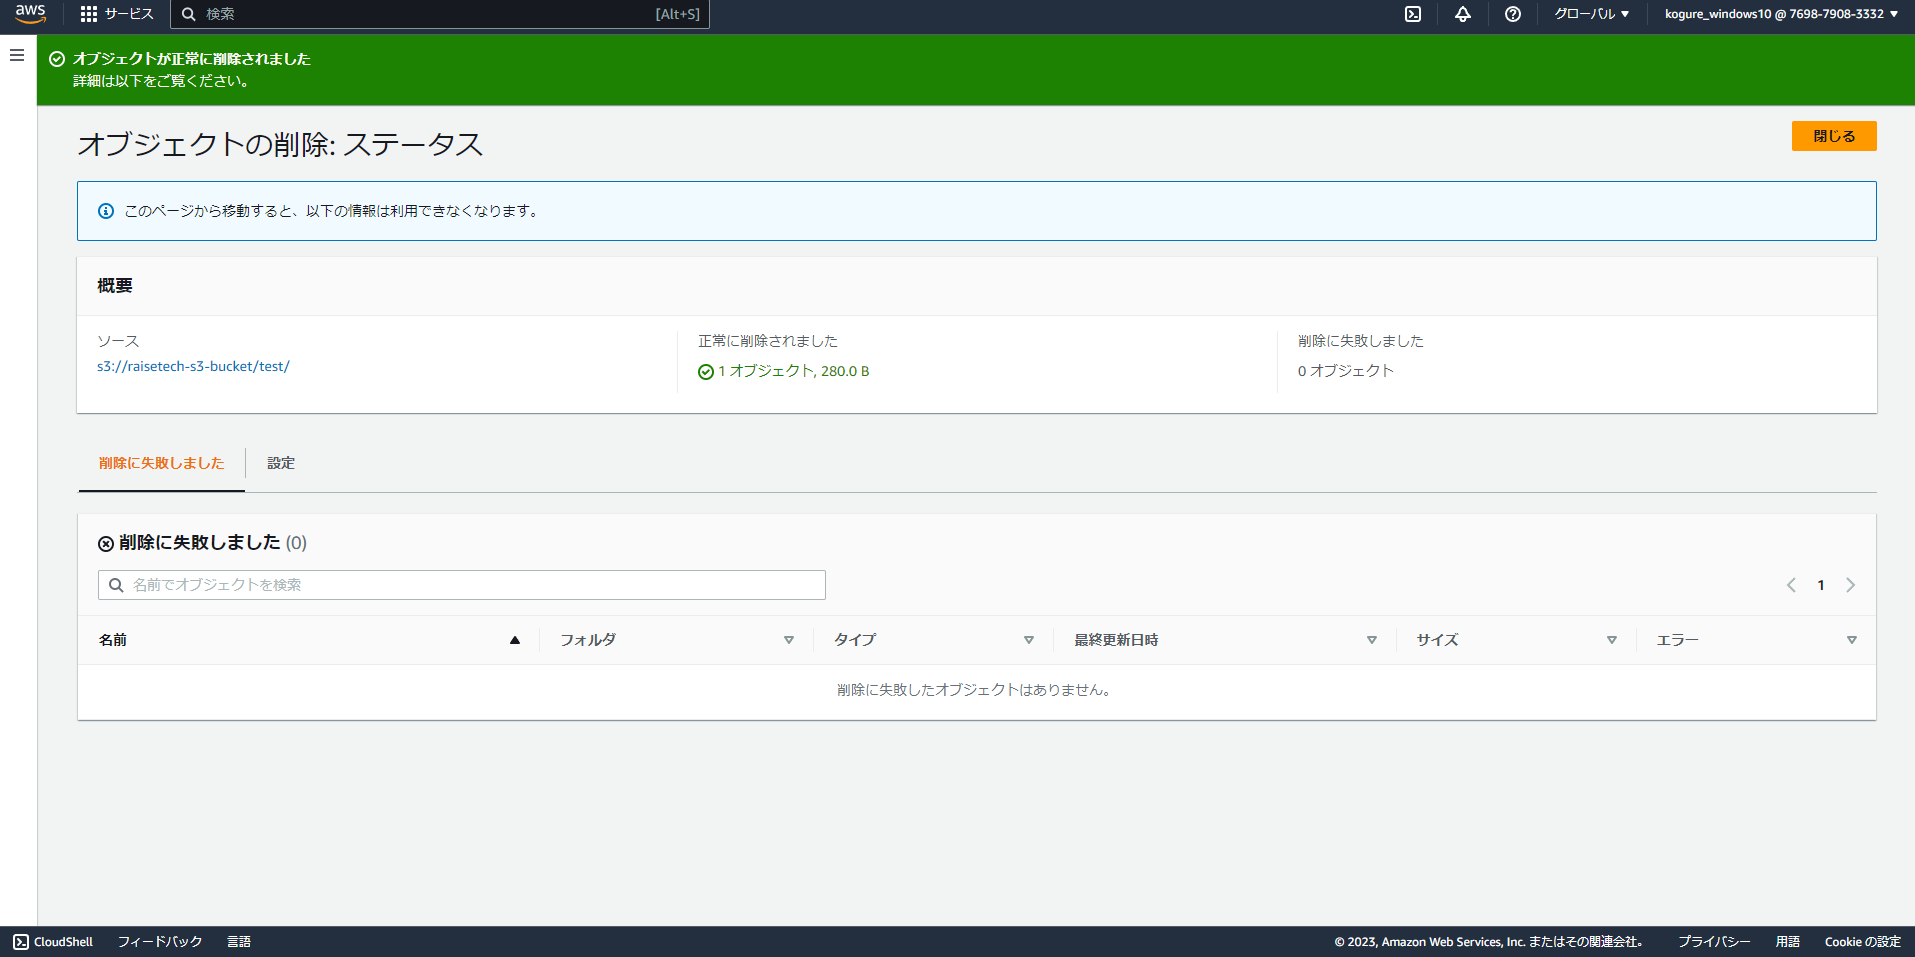 aws
サービス
検索
[Alt+S]
グローバル
kogure_windows10 @ 7698-7908-3332
オブジェクトが正常に削除されました
詳細は以下をご覧ください。
オブジェクトの削除: ステータス
閉じる
このページから移動すると、以下の情報は利用できなくなります。
概要
ソース
s3://raisetech-s3-bucket/test/
正常に削除されました
1 オブジェクト, 280.0 B
削除に失敗しました
0 オブジェクト
削除に失敗しました
設定
削除に失敗しました (0)
名前でオブジェクトを検索
1
名前
フォルダ
タイプ
最終更新日時
サイズ
エラー
削除に失敗したオブジェクトはありません。
CloudShell
フィードバック
言語
© 2023, Amazon Web Services, Inc. またはその関連会社。
プライバシー
用語
Cookie の設定